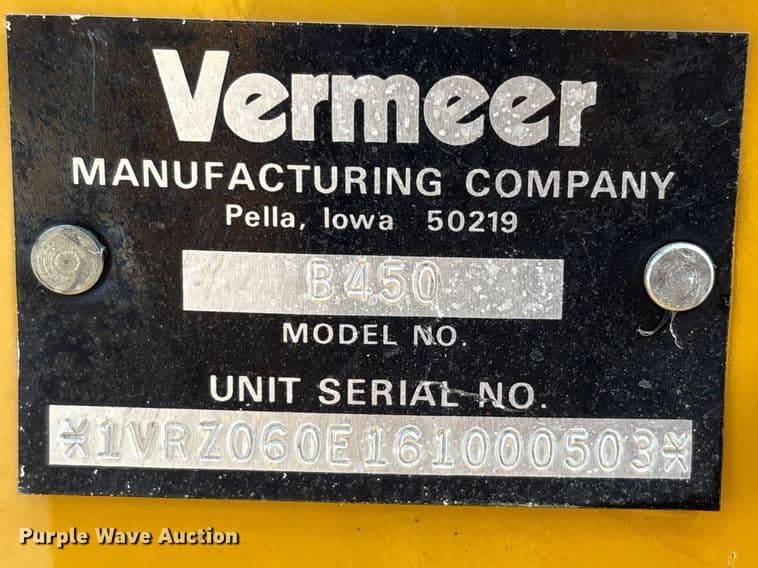 Vermeer
MANUFACTURING COMPANY
Pella, Iowa 50219
B450
MODEL NO.
UNIT SERIAL NO.
*1VRZ060E161000503*
Purple Wave Auction